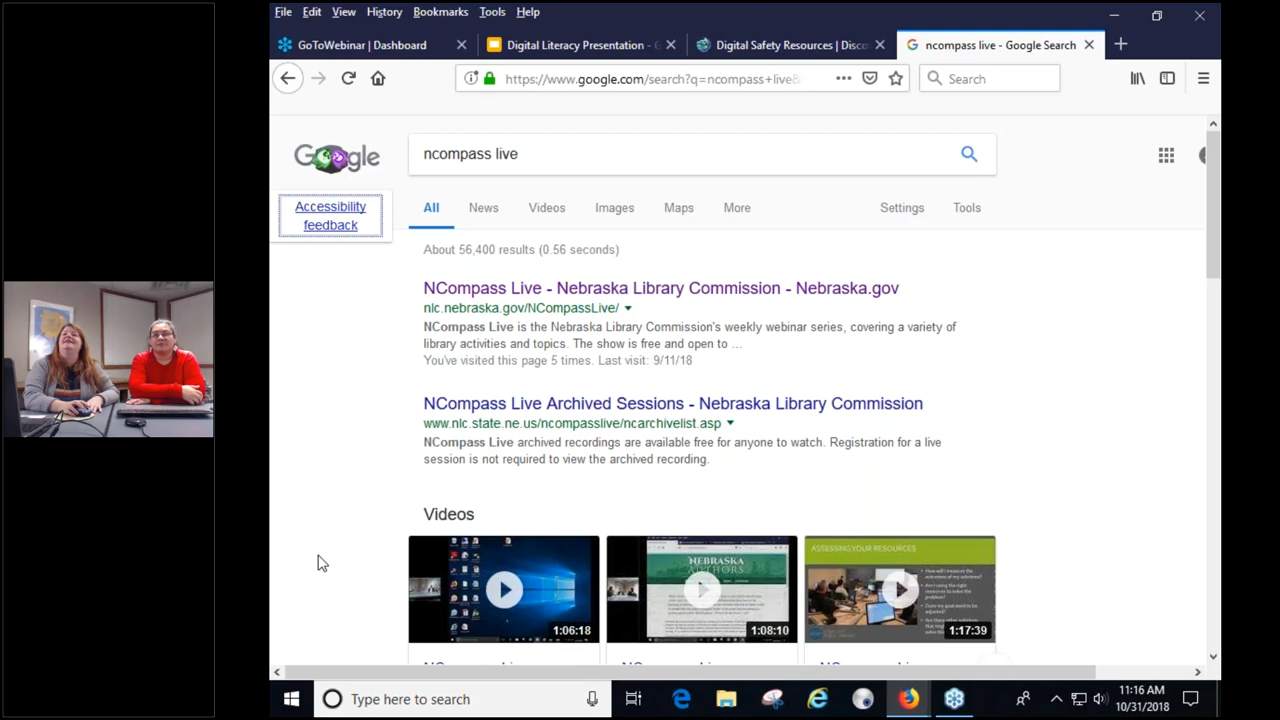 File Edit View History Bookmarks Tools Help
GoToWebinar | Dashboard
Digital Literacy Presentation - G
Digital Safety Resources | Disco
ncompass live - Google Search
https://www.google.com/search?q=ncompass+live&
Search
Google
ncompass live
Accessibility
feedback
All News Videos Images Maps More Settings Tools
About 56,400 results (0.56 seconds)
NCompass Live - Nebraska Library Commission - Nebraska.gov
nlc.nebraska.gov/NCompassLive/
NCompass Live is the Nebraska Library Commission's weekly webinar series, covering a variety of
library activities and topics. The show is free and open to ...
You've visited this page 5 times. Last visit: 9/11/18
NCompass Live Archived Sessions - Nebraska Library Commission
www.nlc.state.ne.us/ncompasslive/ncarchivelist.asp
NCompass Live archived recordings are available free for anyone to watch. Registration for a live
session is not required to view the archived recording.
Videos
1:06:18
NEBRASKA
AUTHORS
1:08:10
ASSESSING YOUR RESOURCES
1:17:39
Type here to search
11:16 AM
10/31/2018